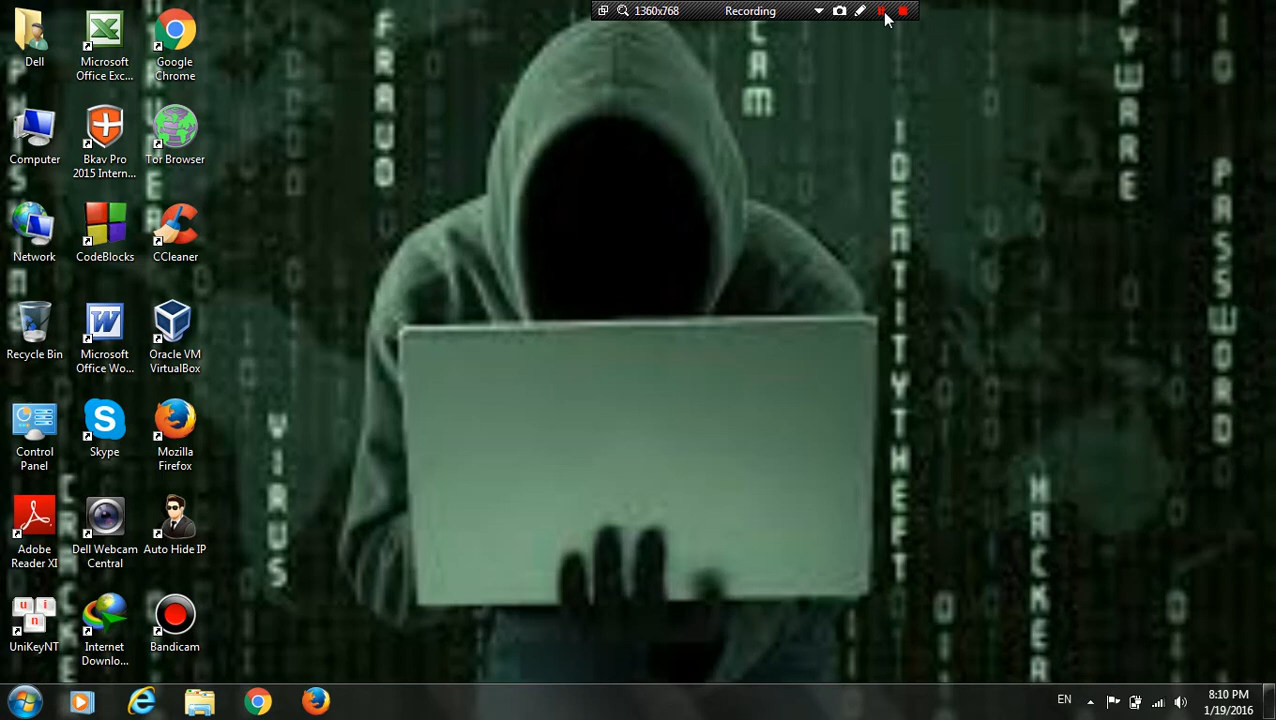 1360x768
Recording
Dell
Microsoft
Office Exc...
Google
Chrome
Computer
Bkav Pro
2015 Intern...
Tor Browser
Network
CodeBlocks
CCleaner
Recycle Bin
Microsoft
Office Wo...
Oracle VM
VirtualBox
Control
Panel
Skype
Mozilla
Firefox
Adobe
Reader XI
Dell Webcam
Central
Auto Hide IP
UniKeyNT
Internet
Downlo...
Bandicam
FRAUD
VIRUS
IDENTITYTHEFT
HACKER
PASSWORD
EN
8:10 PM
1/19/2016